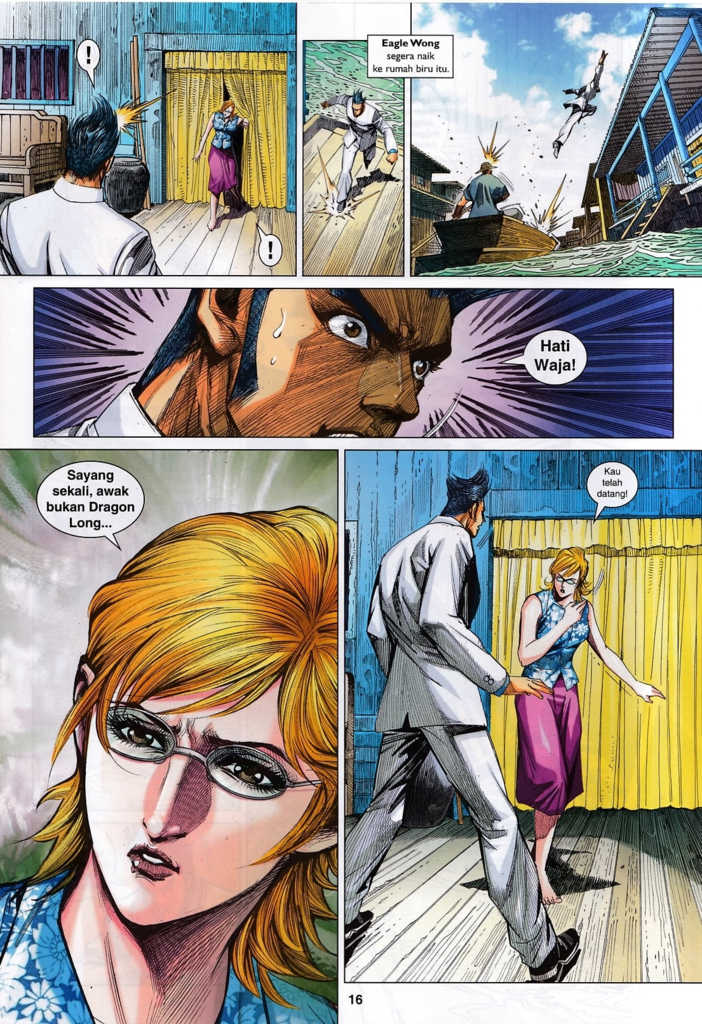 !
!
Eagle Wong
segera naik
ke rumah biru itu.
Hati
Waja!
Sayang
sekali, awak
bukan Dragon
Long...
Kau
telah
datang!
16